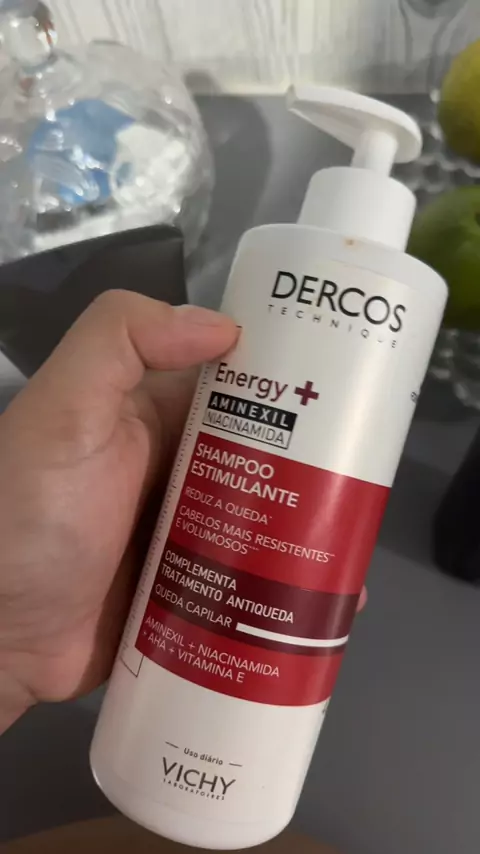 DERCOS
TECHNIQUE
Energy +
AMINEXIL
NIACINAMIDA
SHAMPOO
ESTIMULANTE
REDUZ A QUEDA*
CABELOS MAIS RESISTENTES**
E VOLUMOSOS***
COMPLEMENTA
TRATAMENTO ANTIQUEDA
QUEDA CAPILAR
AMINEXIL + NIACINAMIDA
+ AHA + VITAMINA E
Uso diário
VICHY
LABORATOIRES